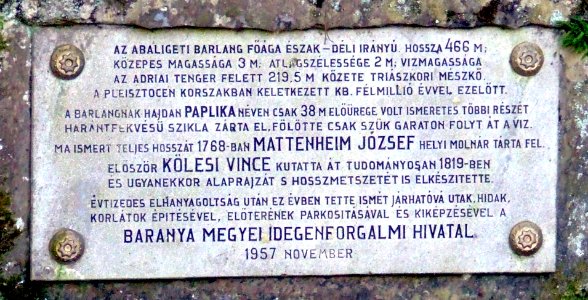 AZ ABALIGETI BARLANG FŐÁGA ÉSZAK-DÉLI IRÁNYÚ. HOSSZA 466 M;
KÖZEPES MAGASSÁGA 3 M; ÁTLAGSZÉLESSÉGE 2 M; VIZMAGASSÁGA
AZ ADRIAI TENGER FELETT 219,5 M KŐZETE TRIÁSZKORI MÉSZKŐ.
A PLEISZTOCÉN KORSZAKBAN KELETKEZETT KB. FÉLMILLIÓ ÉVVEL EZELŐTT.
A BARLANGNAK HAJDAN PAPLIKA NÉVEN CSAK 38 M ELŐÜREGE VOLT ISMERETES TÖBBI RÉSZÉT
HARÁNTFEKVÉSŰ SZIKLA ZÁRTA EL, FÖLÖTTE CSAK SZŰK GARATON FOLYT ÁT A VIZ.
MA ISMERT TELJES HOSSZÁT 1768-BAN MATTENHEIM JÓZSEF HELYI MOLNÁR TÁRTA FEL.
ELŐSZÖR KÖLESI VINCE KUTATTA ÁT TUDOMÁNYOSAN 1819-BEN
ÉS UGYANEKKOR ALAPRAJZÁT S HOSSZMETSZETÉT IS ELKÉSZITETTE.
ÉVTIZEDES ELHANYAGOLTSÁG UTÁN EZ ÉVBEN TETTE ISMÉT JÁRHATÓVÁ UTAK, HIDAK,
KORLÁTOK ÉPITÉSÉVEL, ELŐTERÉNEK PARKOSITÁSÁVAL ÉS KIKÉPZÉSÉVEL A
BARANYA MEGYEI IDEGENFORGALMI HIVATAL.
1957 NOVEMBER